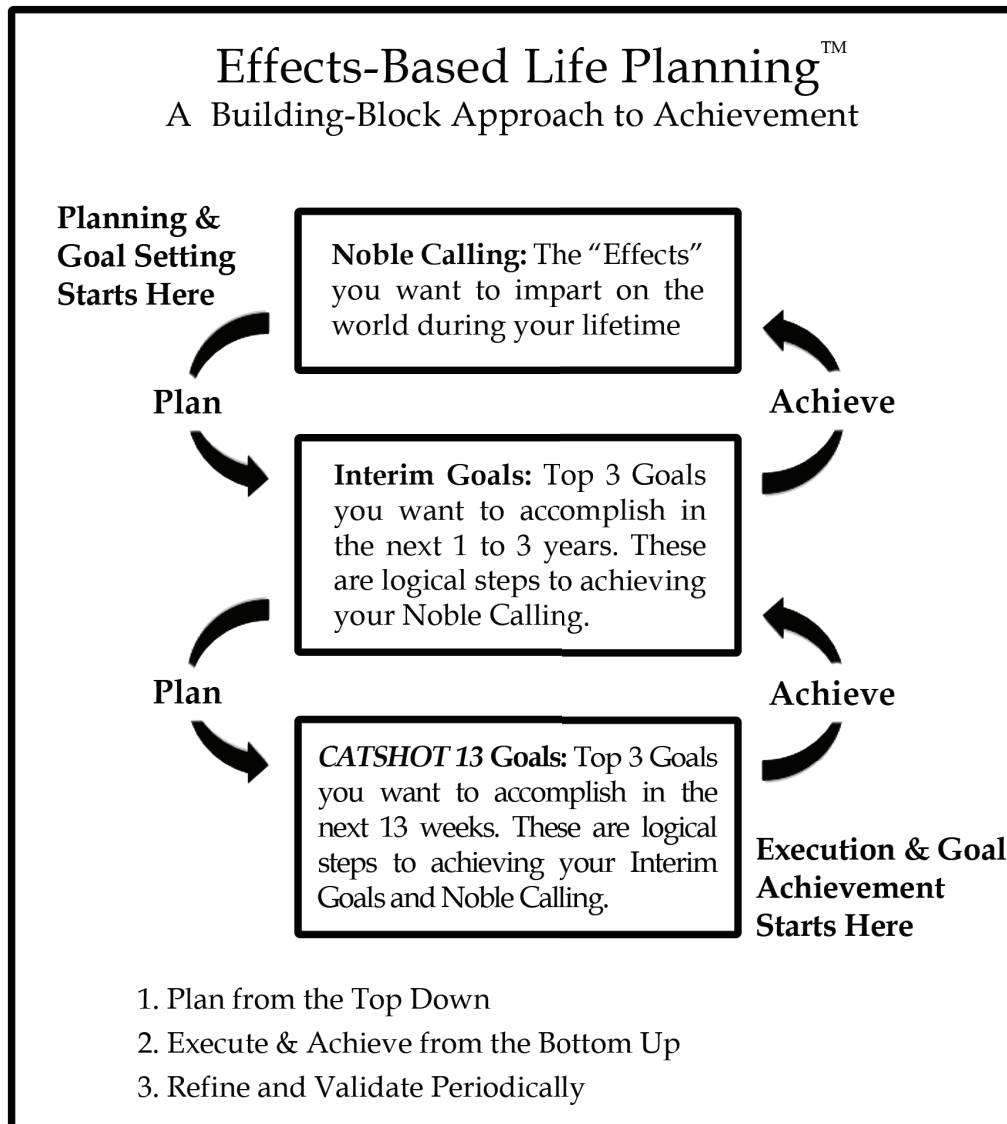 Effects-Based Life Planning™
A Building-Block Approach to Achievement
Planning &
Goal Setting
Starts Here
Noble Calling: The “Effects”
you want to impart on the
world during your lifetime
Plan
Achieve
Interim Goals: Top 3 Goals
you want to accomplish in
the next 1 to 3 years. These
are logical steps to achieving
your Noble Calling.
Plan
Achieve
CATSHOT 13 Goals: Top 3 Goals
you want to accomplish in the
next 13 weeks. These are logical
steps to achieving your Interim
Goals and Noble Calling.
Execution & Goal
Achievement
Starts Here
1. Plan from the Top Down
2. Execute & Achieve from the Bottom Up
3. Refine and Validate Periodically